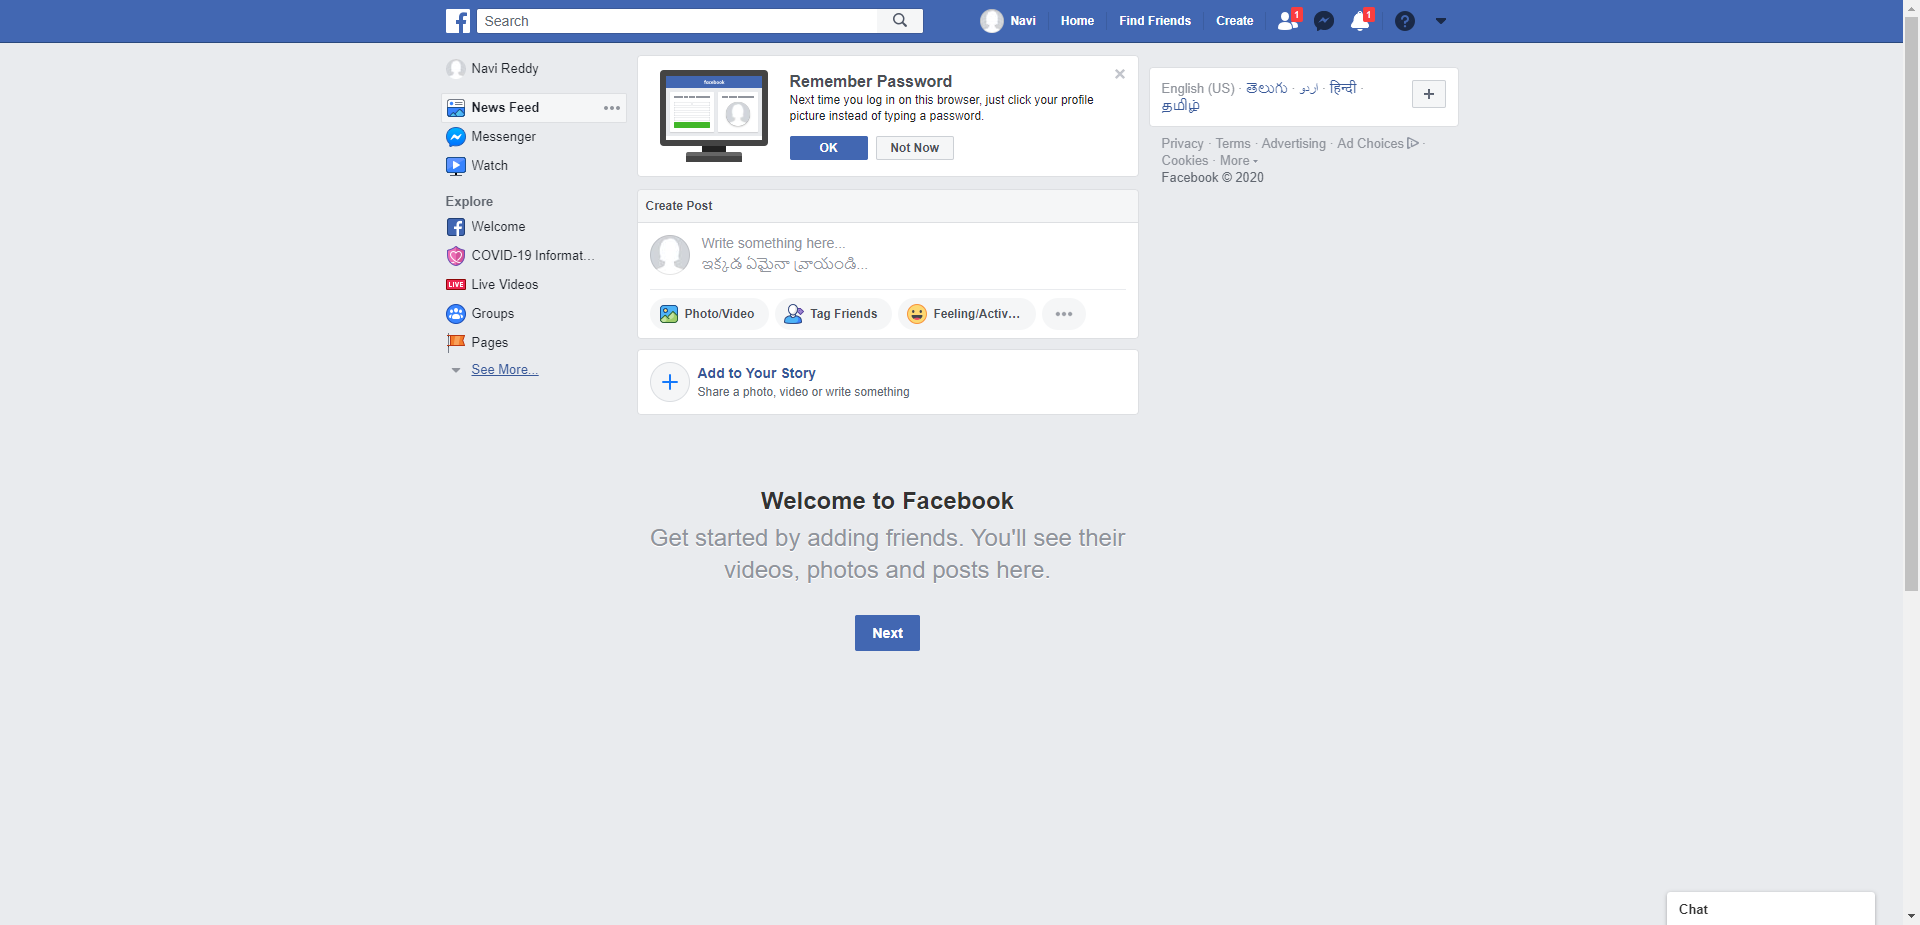 Search
Navi
Home
Find Friends
Create
1
1
Navi Reddy
News Feed
Messenger
Watch
Explore
Welcome
COVID-19 Informat...
LIVE Live Videos
Groups
Pages
See More...
facebook
Remember Password
Next time you log in on this browser, just click your profile
picture instead of typing a password.
OK
Not Now
Create Post
Write something here...
ఇక్కడ ఏమైనా వ్రాయండి...
Photo/Video
Tag Friends
Feeling/Activ...
Add to Your Story
Share a photo, video or write something
Welcome to Facebook
Get started by adding friends. You'll see their
videos, photos and posts here.
Next
English (US) · తెలుగు · اردو · हिन्दी ·
தமிழ்
Privacy · Terms · Advertising · Ad Choices ·
Cookies · More
Facebook © 2020
Chat